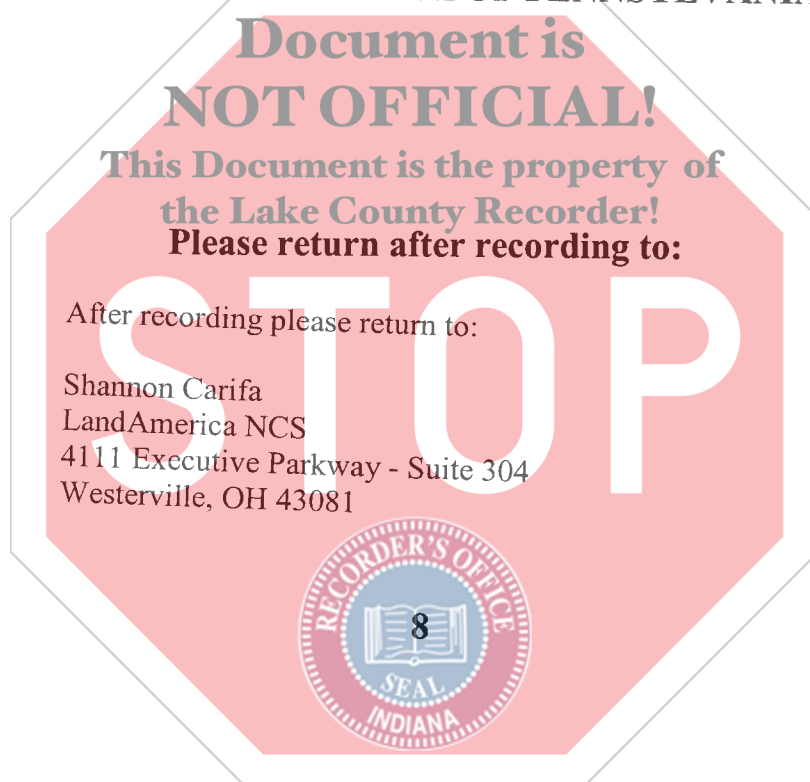 PENNSYLVANIA
Document is
NOT OFFICIAL!
This Document is the property of
the Lake County Recorder!
Please return after recording to:
STOP
After recording please return to:
Shannon Carifa
LandAmerica NCS
4111 Executive Parkway - Suite 304
Westerville, OH 43081
RECORDER'S OFFICE
8
SEAL
INDIANA